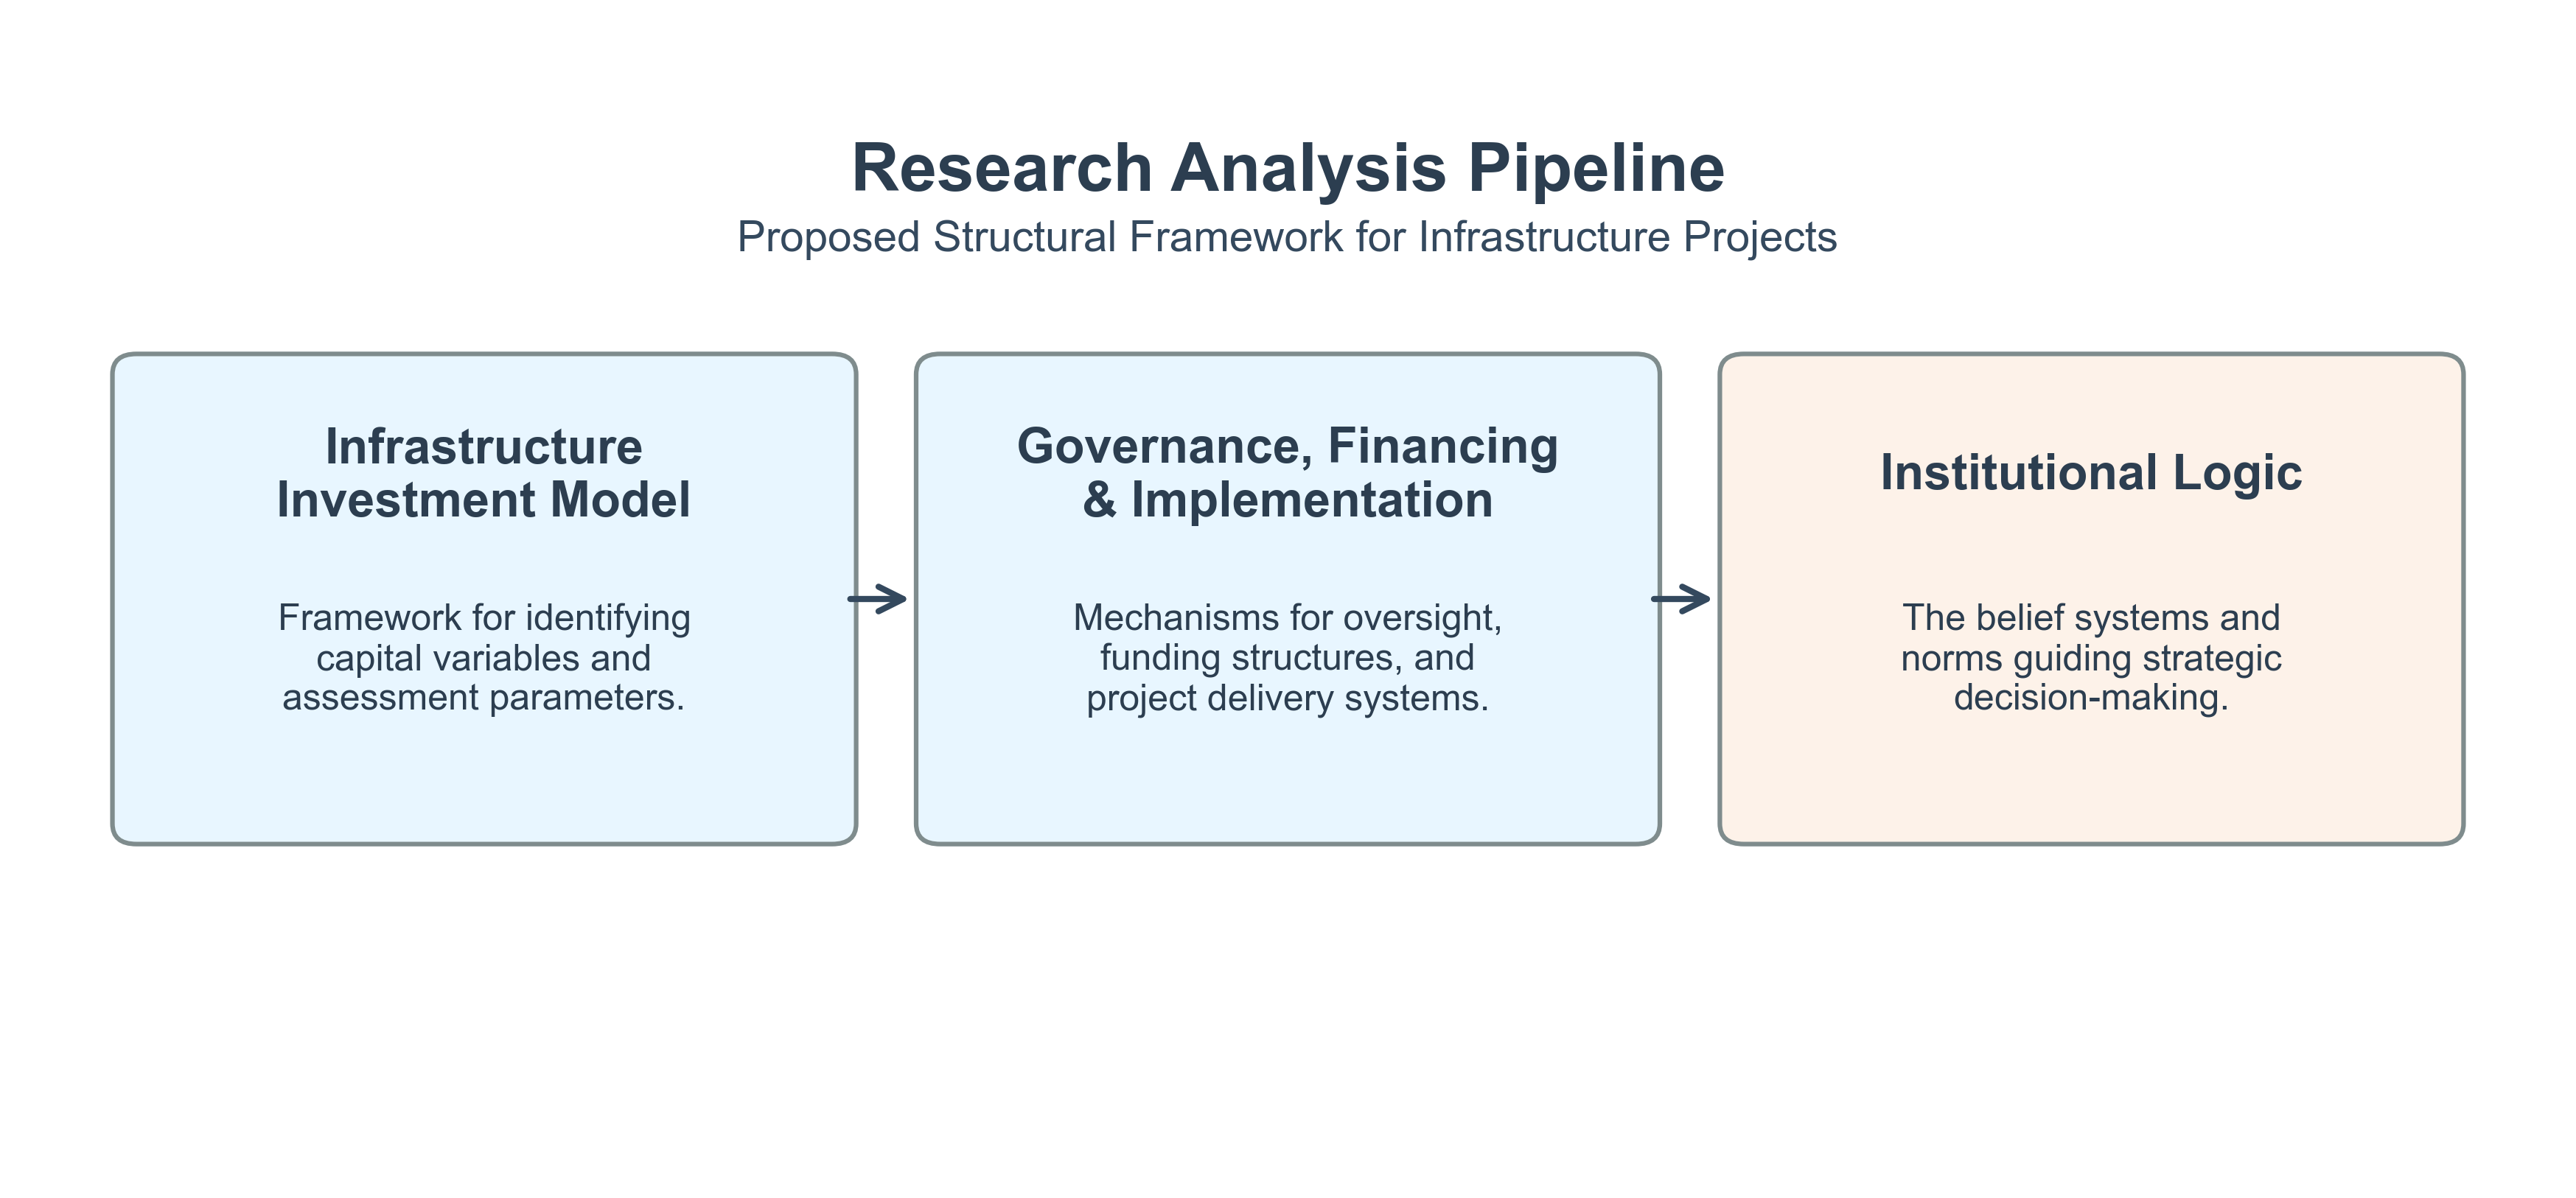 Research Analysis Pipeline
Proposed Structural Framework for Infrastructure Projects
Infrastructure
Investment Model
Framework for identifying
capital variables and
assessment parameters.
Governance, Financing
& Implementation
Mechanisms for oversight,
funding structures, and
project delivery systems.
Institutional Logic
The belief systems and
norms guiding strategic
decision-making.